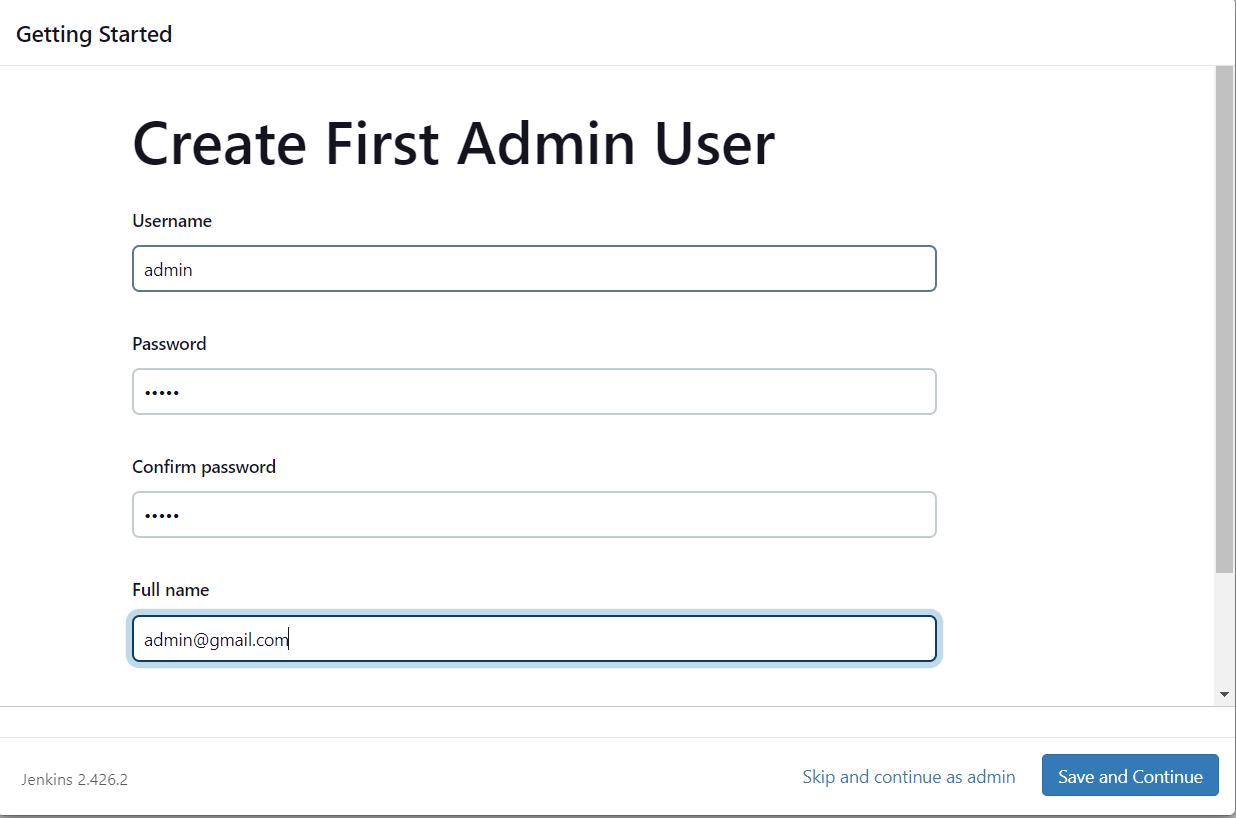 Getting Started
Create First Admin User
Username
admin
Password
•••••
Confirm password
•••••
Full name
admin@gmail.com
Jenkins 2.426.2
Skip and continue as admin
Save and Continue